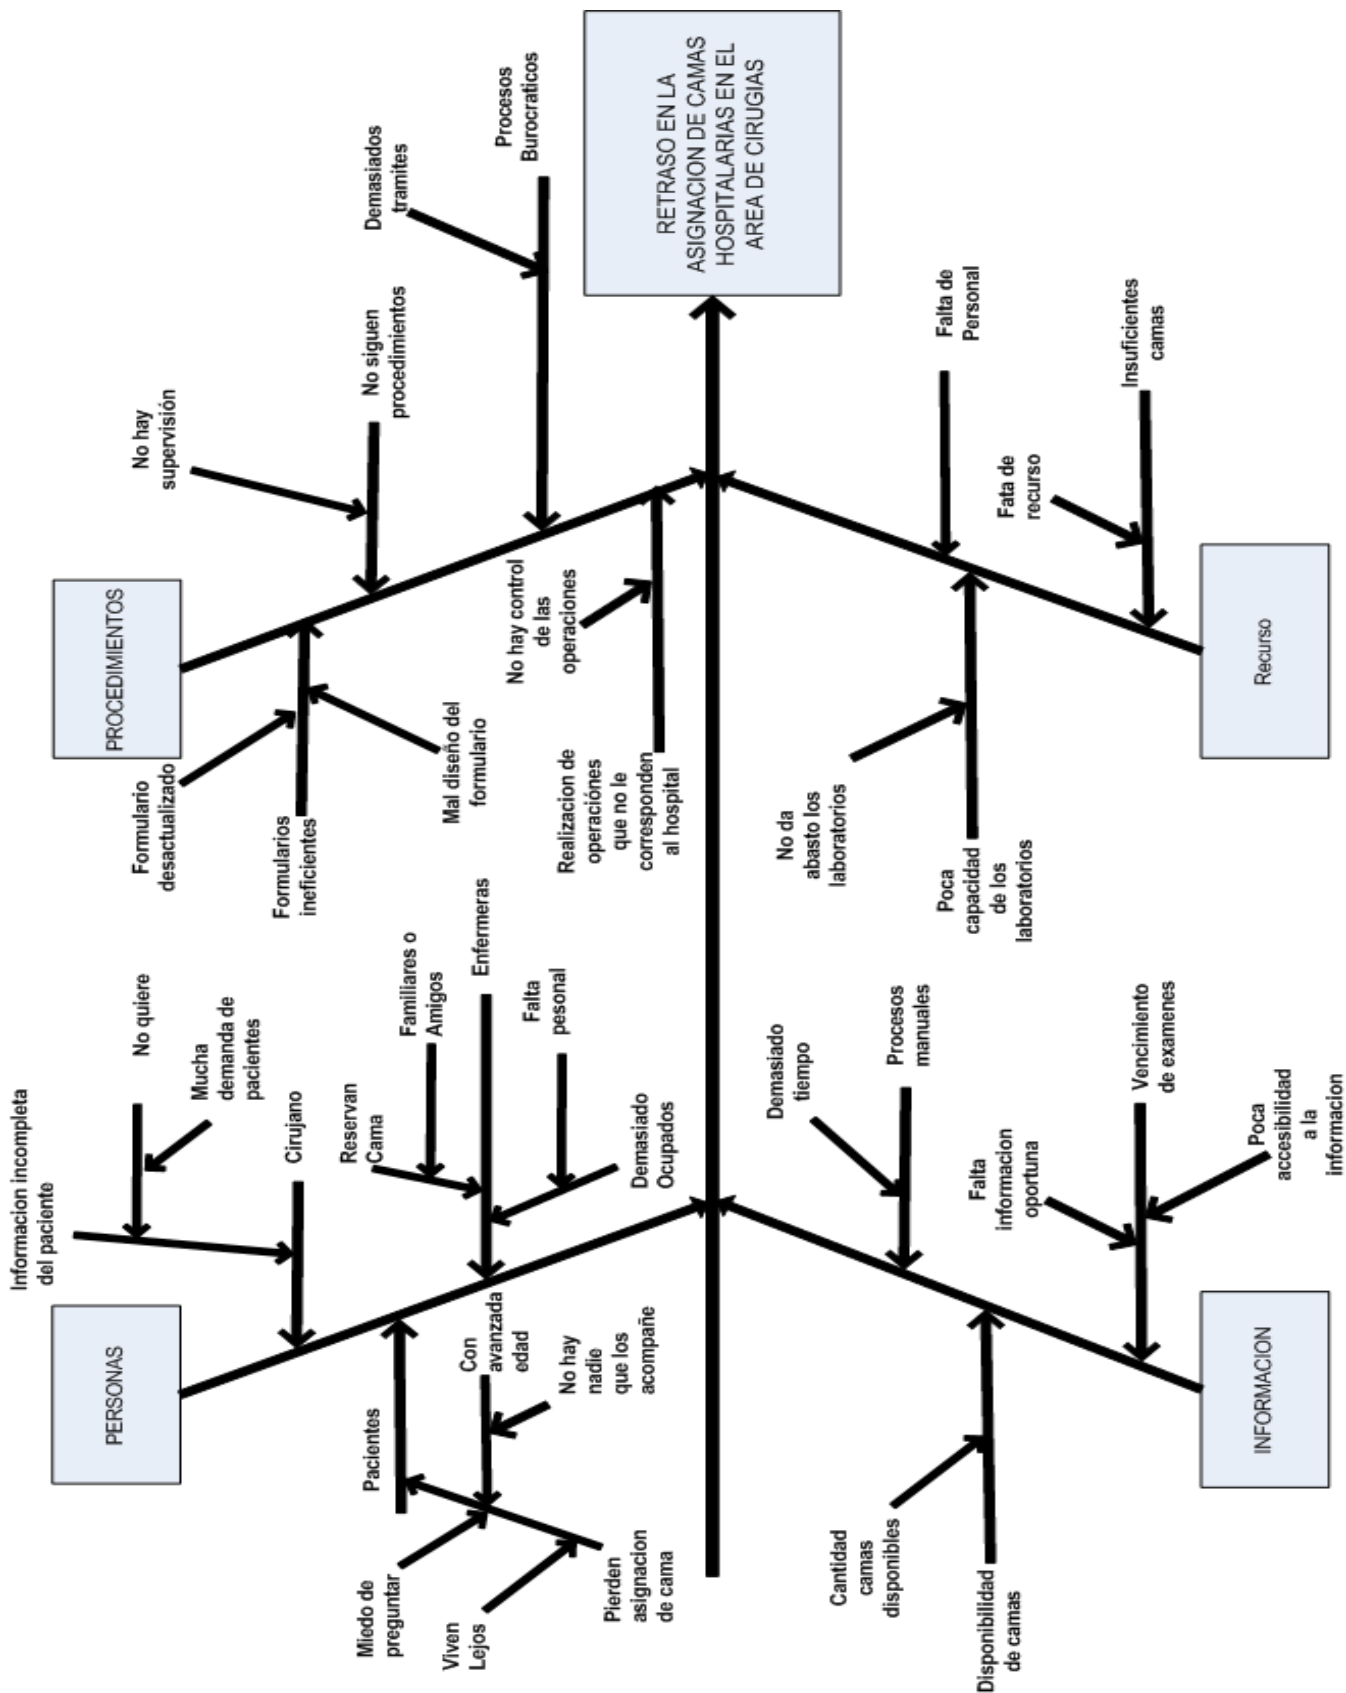 PERSONAS
Informacion incompleta
del paciente
No quiere
Mucha
demanda de
pacientes
Cirujano
Reservan
Cama
Familiares o
Amigos
Enfermeras
Falta
pesonal
Demasiado
Ocupados
Pacientes
Con
avanzada
edad
No hay
nadie
que los
acompañe
Miedo de
preguntar
Viven
Lejos
Pierden
asignacion
de cama
PROCEDIMIENTOS
Formulario
desactualizado
Formularios
ineficientes
Mal diseño del
formulario
No hay
supervisión
No siguen
procedimientos
Demasiados
tramites
Procesos
Burocraticos
No hay control
de las
operaciones
Realizacion de
operaciónes
que no le
corresponden
al hospital
RETRASO EN LA
ASIGNACION DE CAMAS
HOSPITALARIAS EN EL
AREA DE CIRUGIAS
Cantidad
camas
disponibles
Disponibilidad
de camas
Demasiado
tiempo
Procesos
manuales
Falta
informacion
oportuna
Vencimiento
de examenes
Poca
accesibilidad
a la
informacion
INFORMACION
No da
abasto los
laboratorios
Poca
capacidad
de los
laboratorios
Falta de
Personal
Fata de
recurso
Insuficientes
camas
Recurso